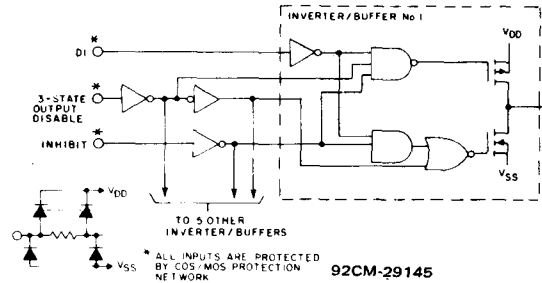 INVERTER/BUFFER No. 1
VDD
*
DI
*
3-STATE
OUTPUT
DISABLE
*
INHIBIT
VSS
TO 5 OTHER
INVERTER/BUFFERS
VDD
VSS
* ALL INPUTS ARE PROTECTED
BY COS/MOS PROTECTION
NETWORK
92CM-29145